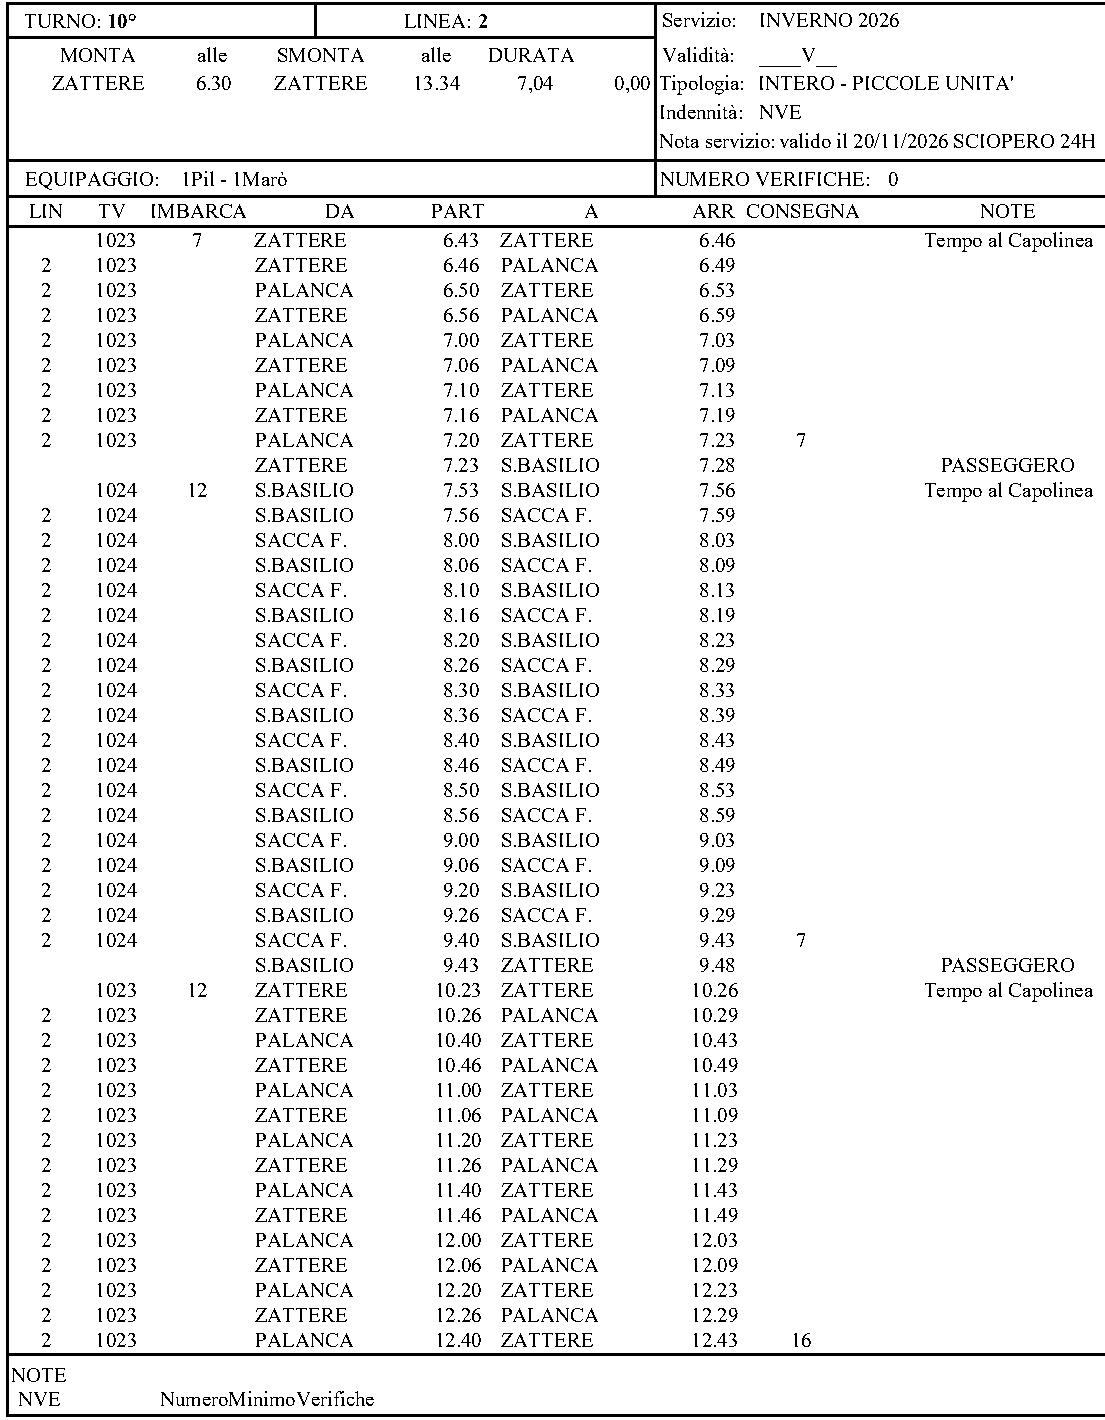 TURNO: 10° LINEA: 2 Servizio: INVERNO 2026
MONTA alle SMONTA alle DURATA Validità: ____V__
ZATTERE 6.30 ZATTERE 13.34 7,04 0,00 Tipologia: INTERO - PICCOLE UNITA'
Indennità: NVE
Nota servizio: valido il 20/11/2026 SCIOPERO 24H
EQUIPAGGIO: 1Pil - 1Marò NUMERO VERIFICHE: 0
LIN TV IMBARCA DA PART A ARR CONSEGNA NOTE
1023 7 ZATTERE 6.43 ZATTERE 6.46 Tempo al Capolinea
2 1023 ZATTERE 6.46 PALANCA 6.49
2 1023 PALANCA 6.50 ZATTERE 6.53
2 1023 ZATTERE 6.56 PALANCA 6.59
2 1023 PALANCA 7.00 ZATTERE 7.03
2 1023 ZATTERE 7.06 PALANCA 7.09
2 1023 PALANCA 7.10 ZATTERE 7.13
2 1023 ZATTERE 7.16 PALANCA 7.19
2 1023 PALANCA 7.20 ZATTERE 7.23 7
ZATTERE 7.23 S.BASILIO 7.28 PASSEGGERO
1024 12 S.BASILIO 7.53 S.BASILIO 7.56 Tempo al Capolinea
2 1024 S.BASILIO 7.56 SACCA F. 7.59
2 1024 SACCA F. 8.00 S.BASILIO 8.03
2 1024 S.BASILIO 8.06 SACCA F. 8.09
2 1024 SACCA F. 8.10 S.BASILIO 8.13
2 1024 S.BASILIO 8.16 SACCA F. 8.19
2 1024 SACCA F. 8.20 S.BASILIO 8.23
2 1024 S.BASILIO 8.26 SACCA F. 8.29
2 1024 SACCA F. 8.30 S.BASILIO 8.33
2 1024 S.BASILIO 8.36 SACCA F. 8.39
2 1024 SACCA F. 8.40 S.BASILIO 8.43
2 1024 S.BASILIO 8.46 SACCA F. 8.49
2 1024 SACCA F. 8.50 S.BASILIO 8.53
2 1024 S.BASILIO 8.56 SACCA F. 8.59
2 1024 SACCA F. 9.00 S.BASILIO 9.03
2 1024 S.BASILIO 9.06 SACCA F. 9.09
2 1024 SACCA F. 9.20 S.BASILIO 9.23
2 1024 S.BASILIO 9.26 SACCA F. 9.29
2 1024 SACCA F. 9.40 S.BASILIO 9.43 7
S.BASILIO 9.43 ZATTERE 9.48 PASSEGGERO
1023 12 ZATTERE 10.23 ZATTERE 10.26 Tempo al Capolinea
2 1023 ZATTERE 10.26 PALANCA 10.29
2 1023 PALANCA 10.40 ZATTERE 10.43
2 1023 ZATTERE 10.46 PALANCA 10.49
2 1023 PALANCA 11.00 ZATTERE 11.03
2 1023 ZATTERE 11.06 PALANCA 11.09
2 1023 PALANCA 11.20 ZATTERE 11.23
2 1023 ZATTERE 11.26 PALANCA 11.29
2 1023 PALANCA 11.40 ZATTERE 11.43
2 1023 ZATTERE 11.46 PALANCA 11.49
2 1023 PALANCA 12.00 ZATTERE 12.03
2 1023 ZATTERE 12.06 PALANCA 12.09
2 1023 PALANCA 12.20 ZATTERE 12.23
2 1023 ZATTERE 12.26 PALANCA 12.29
2 1023 PALANCA 12.40 ZATTERE 12.43 16
NOTE
NVE NumeroMinimoVerifiche